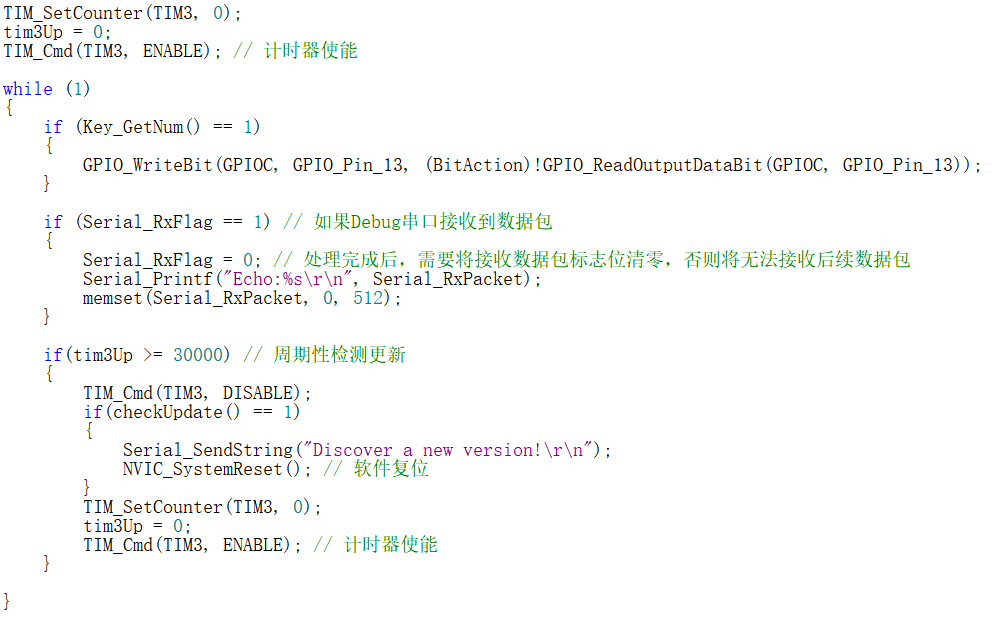 TIM_SetCounter(TIM3, 0);
tim3Up = 0;
TIM_Cmd(TIM3, ENABLE); // 计时器使能
while (1)
{
if (Key_GetNum() == 1)
{
GPIO_WriteBit(GPIOC, GPIO_Pin_13, (BitAction)!GPIO_ReadOutputDataBit(GPIOC, GPIO_Pin_13));
}
if (Serial_RxFlag == 1) // 如果Debug串口接收到数据包
{
Serial_RxFlag = 0; // 处理完成后，需要将接收数据包标志位清零，否则将无法接收后续数据包
Serial_Printf("Echo:%s\r\n", Serial_RxPacket);
memset(Serial_RxPacket, 0, 512);
}
if(tim3Up >= 30000) // 周期性检测更新
{
TIM_Cmd(TIM3, DISABLE);
if(checkUpdate() == 1)
{
Serial_SendString("Discover a new version!\r\n");
NVIC_SystemReset(); // 软件复位
}
TIM_SetCounter(TIM3, 0);
tim3Up = 0;
TIM_Cmd(TIM3, ENABLE); // 计时器使能
}
}